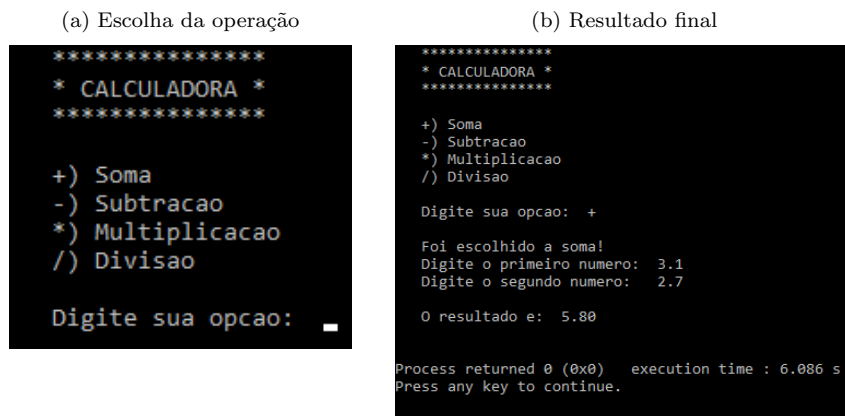 (a) Escolha da operação
***************
* CALCULADORA *
***************
+) Soma
-) Subtracao
*) Multiplicacao
/) Divisao
Digite sua opcao:
(b) Resultado final
***************
* CALCULADORA *
***************
+) Soma
-) Subtracao
*) Multiplicacao
/) Divisao
Digite sua opcao:  +
Foi escolhido a soma!
Digite o primeiro numero:  3.1
Digite o segundo numero:   2.7
O resultado e:  5.80
Process returned 0 (0x0)   execution time : 6.086 s
Press any key to continue.